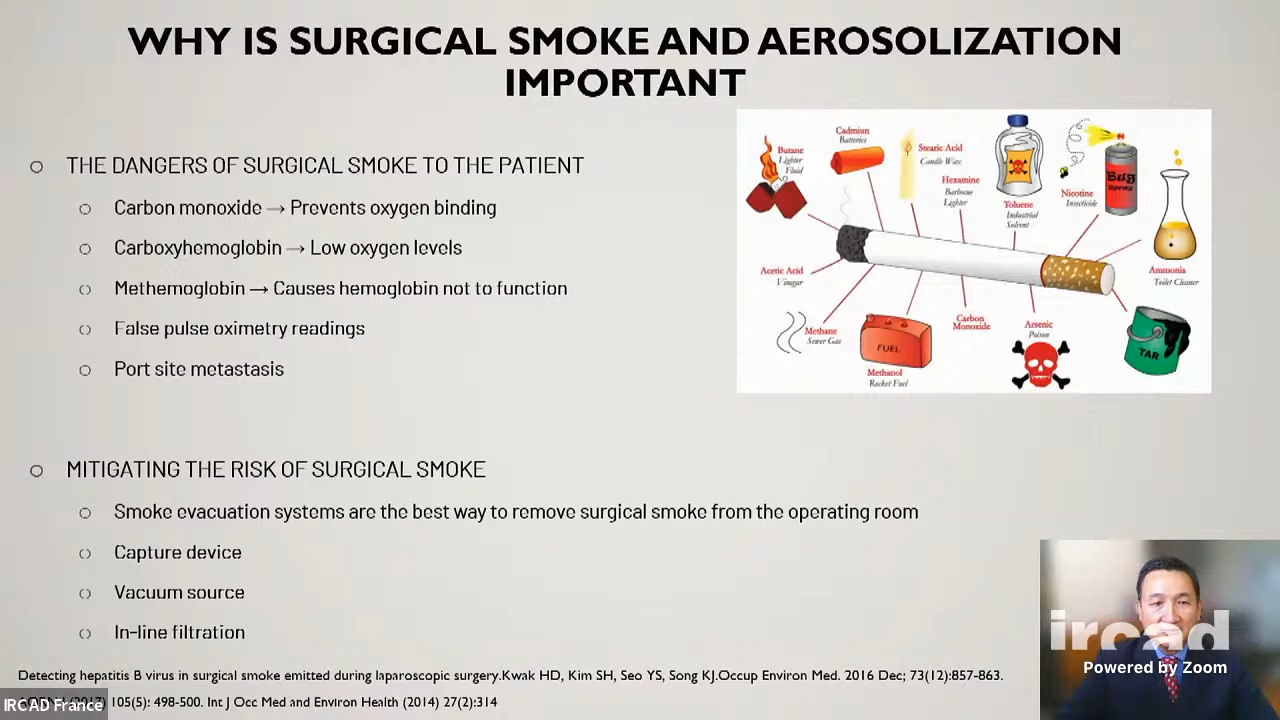 WHY IS SURGICAL SMOKE AND AEROSOLIZATION
IMPORTANT
THE DANGERS OF SURGICAL SMOKE TO THE PATIENT
Carbon monoxide → Prevents oxygen binding
Carboxyhemoglobin → Low oxygen levels
Methemoglobin → Causes hemoglobin not to function
False pulse oximetry readings
Port site metastasis
Butane
Lighter
Fluid
Cadmiun
Batteries
Stearic Acid
Candle Wax
Hexamine
Barbecue
Lighter
Toluene
Industrial
Solvent
Nicotine
Insecticide
Bug
Spray
Ammonia
Toilet Cleaner
Acetic Acid
Vinegar
Methane
Sewer Gas
FUEL
Methanol
Rocket Fuel
Carbon
Monoxide
Arsenic
Poison
TAR
MITIGATING THE RISK OF SURGICAL SMOKE
Smoke evacuation systems are the best way to remove surgical smoke from the operating room
Capture device
Vacuum source
In-line filtration
Detecting hepatitis B virus in surgical smoke emitted during laparoscopic surgery.Kwak HD, Kim SH, Seo YS, Song KJ.Occup Environ Med. 2016 Dec; 73(12):857-863.
105(5): 498-500. Int J Occ Med and Environ Health (2014) 27(2):314
IRCAD France
ircad
Powered by Zoom